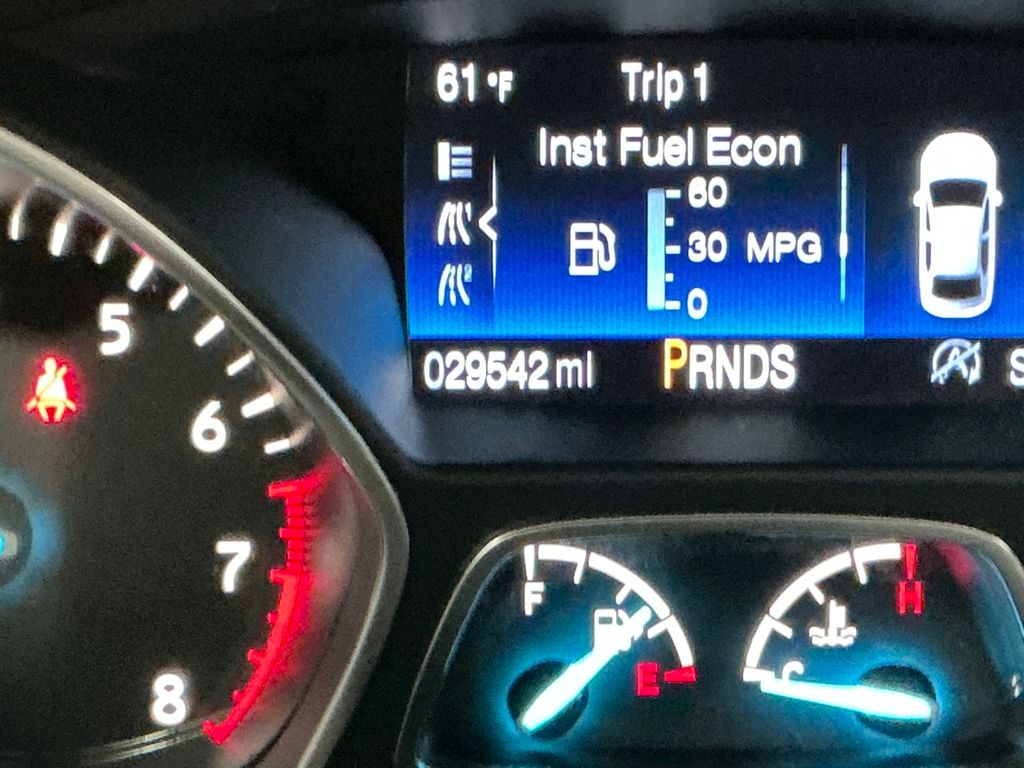 61 °F Trip 1
Inst Fuel Econ
60
30 MPG
0
029542 mi PRNDS S
5
6
7
8
F
E
C
H